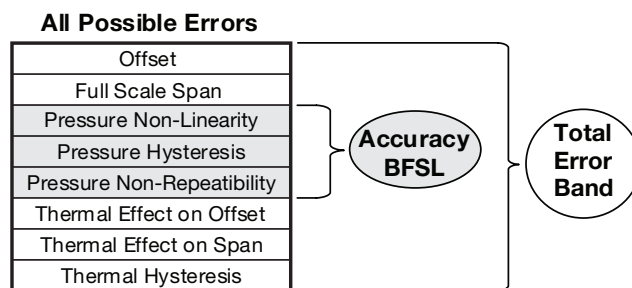 All Possible Errors
Offset
Full Scale Span
Pressure Non-Linearity
Pressure Hysteresis
Pressure Non-Repeatibility
Thermal Effect on Offset
Thermal Effect on Span
Thermal Hysteresis
Accuracy
BFSL
Total
Error
Band